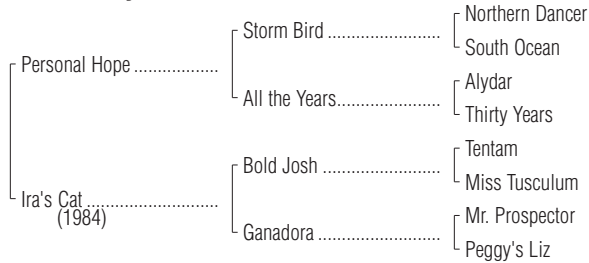 Northern Dancer
Storm Bird ....................
South Ocean
Personal Hope ...............
Alydar
All the Years..................
Thirty Years
Tentam
Bold Josh ....................
Miss Tusculum
Ira's Cat .......................
(1984)
Mr. Prospector
Ganadora .....................
Peggy's Liz